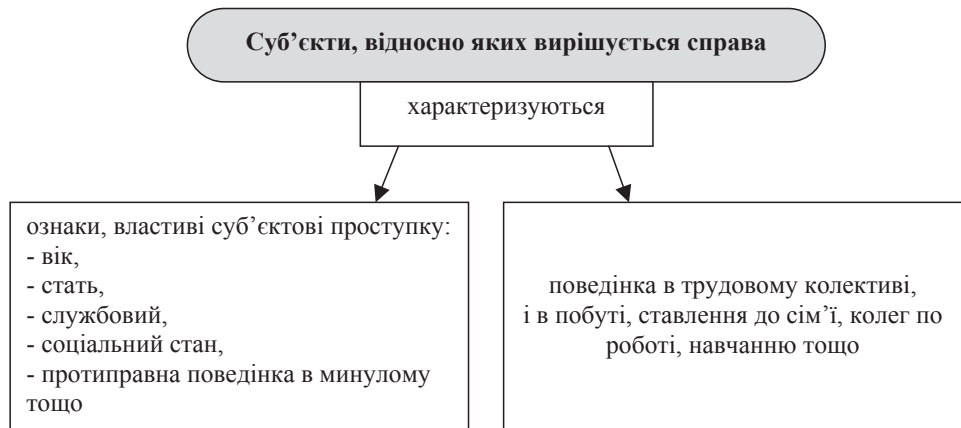 Суб’єкти, відносно яких вирішується справа
характеризуються
ознаки, властиві суб’єктові проступку:
- вік,
- стать,
- службовий,
- соціальний стан,
- протиправна поведінка в минулому
тощо
поведінка в трудовому колективі,
і в побуті, ставлення до сім’ї, колег по
роботі, навчанню тощо